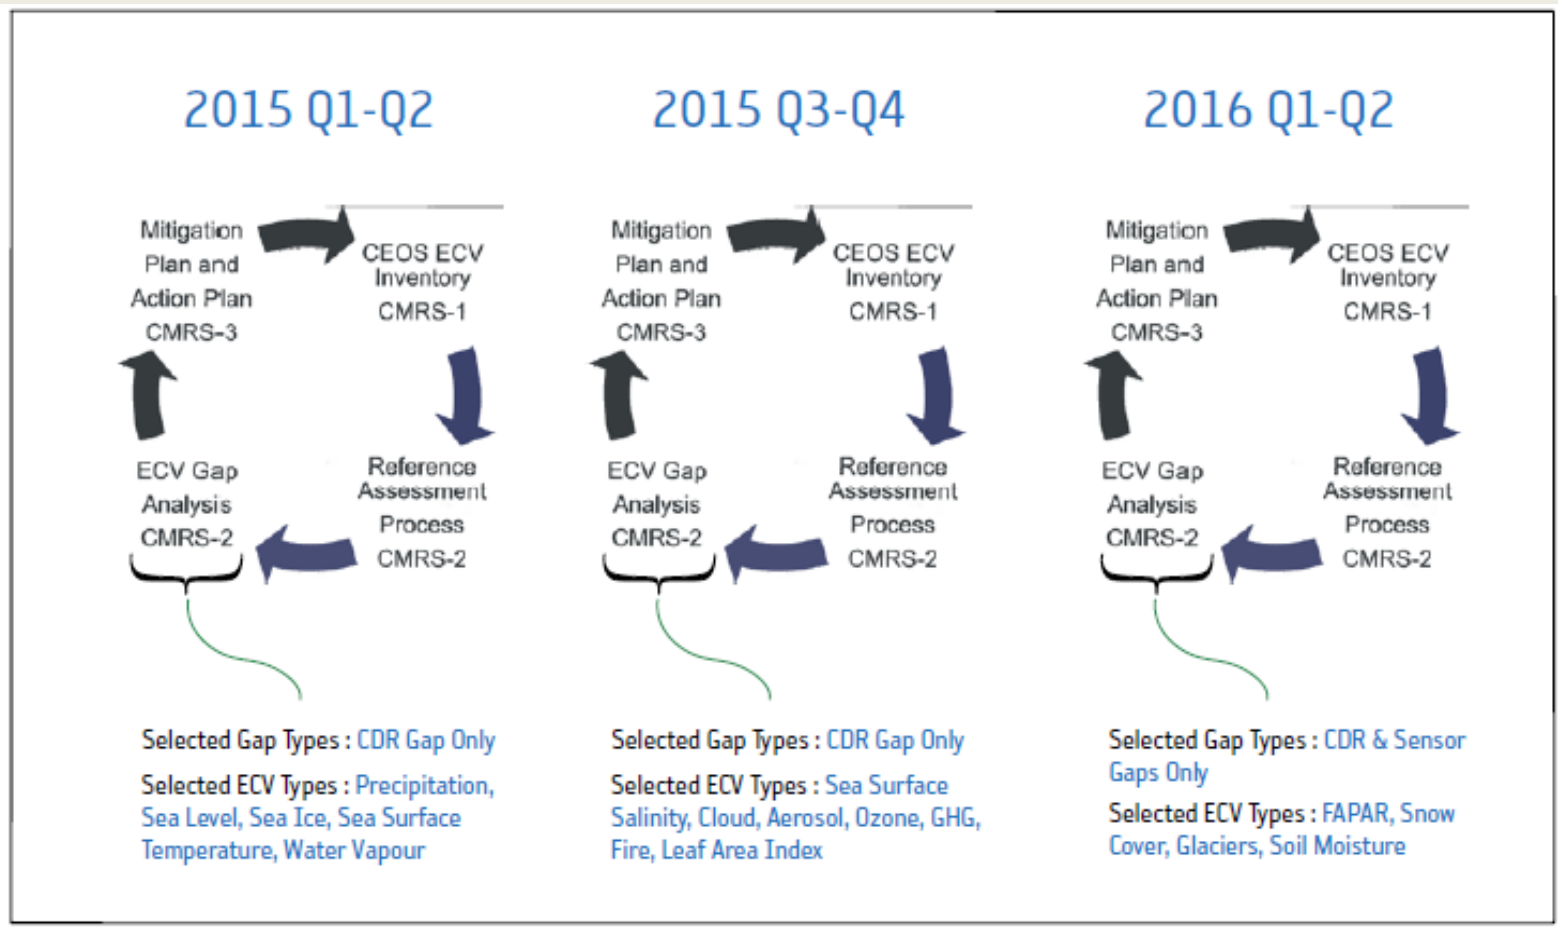 2015 Q1-Q2
Mitigation
Plan and
Action Plan
CMRS-3
CEOS ECV
Inventory
CMRS-1
ECV Gap
Analysis
CMRS-2
Reference
Assessment
Process
CMRS-2
Selected Gap Types : CDR Gap Only
Selected ECV Types : Precipitation,
Sea Level, Sea Ice, Sea Surface
Temperature, Water Vapour
2015 Q3-Q4
Mitigation
Plan and
Action Plan
CMRS-3
CEOS ECV
Inventory
CMRS-1
ECV Gap
Analysis
CMRS-2
Reference
Assessment
Process
CMRS-2
Selected Gap Types : CDR Gap Only
Selected ECV Types : Sea Surface
Salinity, Cloud, Aerosol, Ozone, GHG,
Fire, Leaf Area Index
2016 Q1-Q2
Mitigation
Plan and
Action Plan
CMRS-3
CEOS ECV
Inventory
CMRS-1
ECV Gap
Analysis
CMRS-2
Reference
Assessment
Process
CMRS-2
Selected Gap Types : CDR & Sensor
Gaps Only
Selected ECV Types : FAPAR, Snow
Cover, Glaciers, Soil Moisture